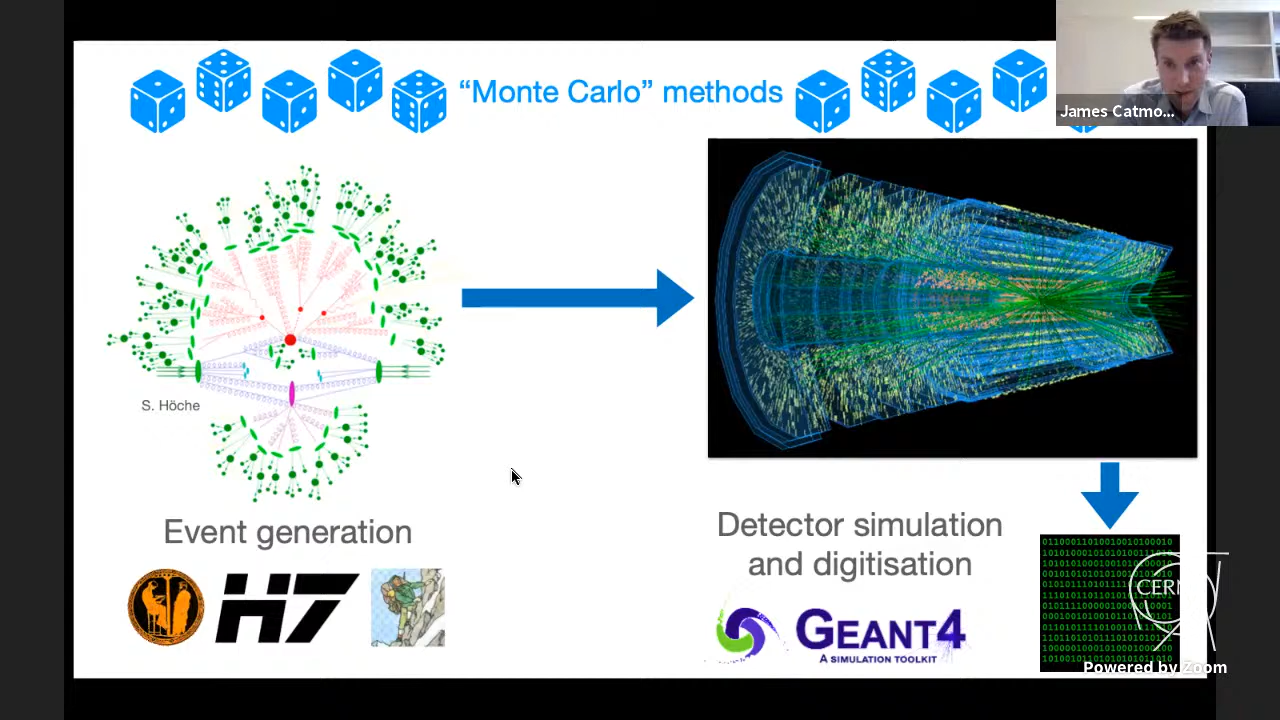 “Monte Carlo” methods
James Catmo...
S. Höche
Event generation
Detector simulation
and digitisation
H7
GEANT4
A SIMULATION TOOLKIT
CERN
Powered by Zoom